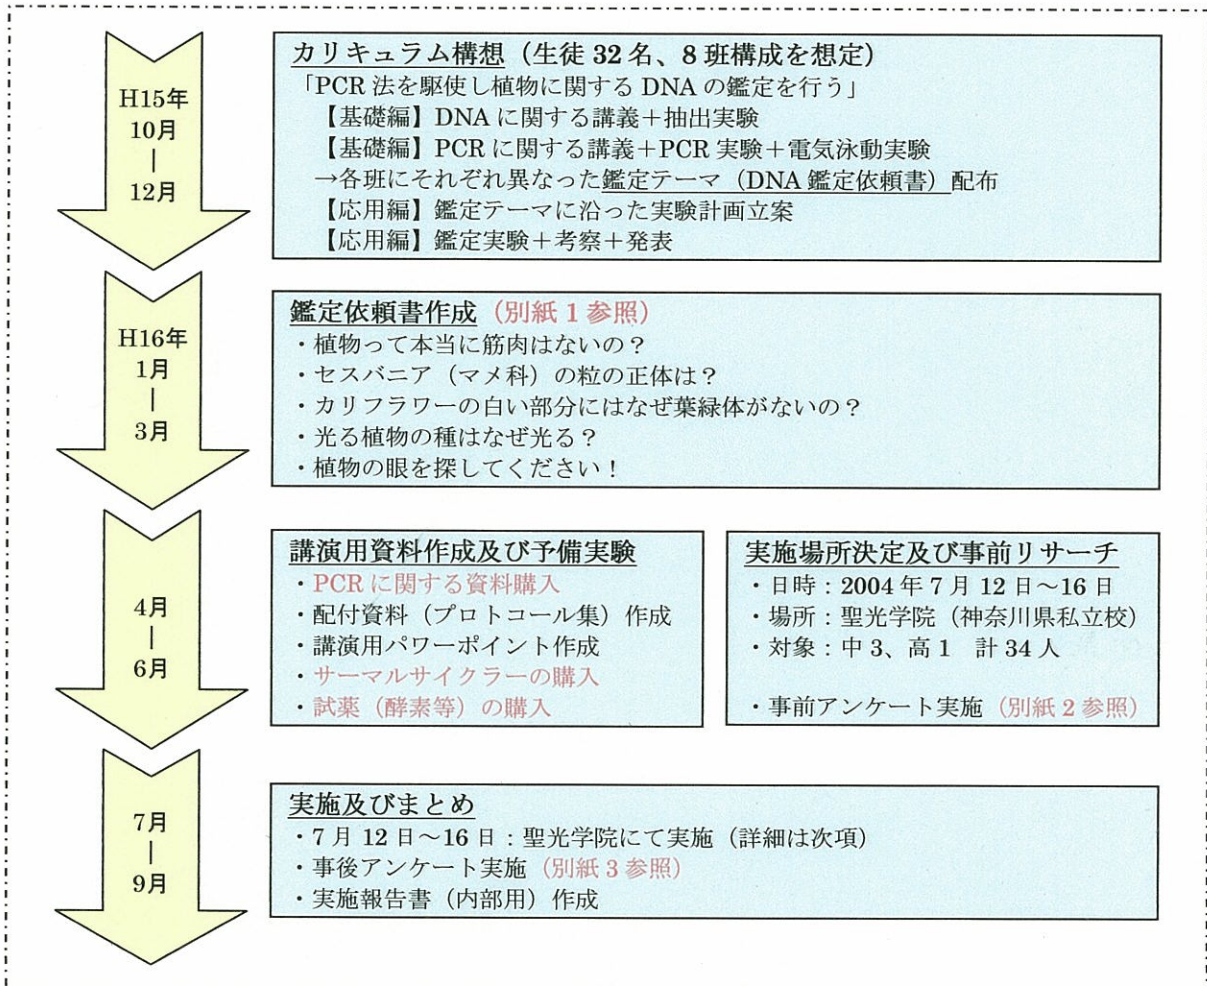 H15年
10月
|
12月
カリキュラム構想（生徒 32 名、8 班構成を想定）
「PCR 法を駆使し植物に関する DNA の鑑定を行う」
【基礎編】DNA に関する講義＋抽出実験
【基礎編】PCR に関する講義＋PCR 実験＋電気泳動実験
→各班にそれぞれ異なった鑑定テーマ（DNA 鑑定依頼書）配布
【応用編】鑑定テーマに沿った実験計画立案
【応用編】鑑定実験＋考察＋発表
H16年
1月
|
3月
鑑定依頼書作成（別紙 1 参照）
・植物って本当に筋肉はないの？
・セスバニア（マメ科）の粒の正体は？
・カリフラワーの白い部分にはなぜ葉緑体がないの？
・光る植物の種はなぜ光る？
・植物の眼を探してください！
4月
|
6月
講演用資料作成及び予備実験
・PCR に関する資料購入
・配付資料（プロトコール集）作成
・講演用パワーポイント作成
・サーマルサイクラーの購入
・試薬（酵素等）の購入
実施場所決定及び事前リサーチ
・日時：2004 年 7 月 12 日～16 日
・場所：聖光学院（神奈川県私立校）
・対象：中 3、高 1　計 34 人
・事前アンケート実施（別紙 2 参照）
7月
|
9月
実施及びまとめ
・7 月 12 日～16 日：聖光学院にて実施（詳細は次項）
・事後アンケート実施（別紙 3 参照）
・実施報告書（内部用）作成